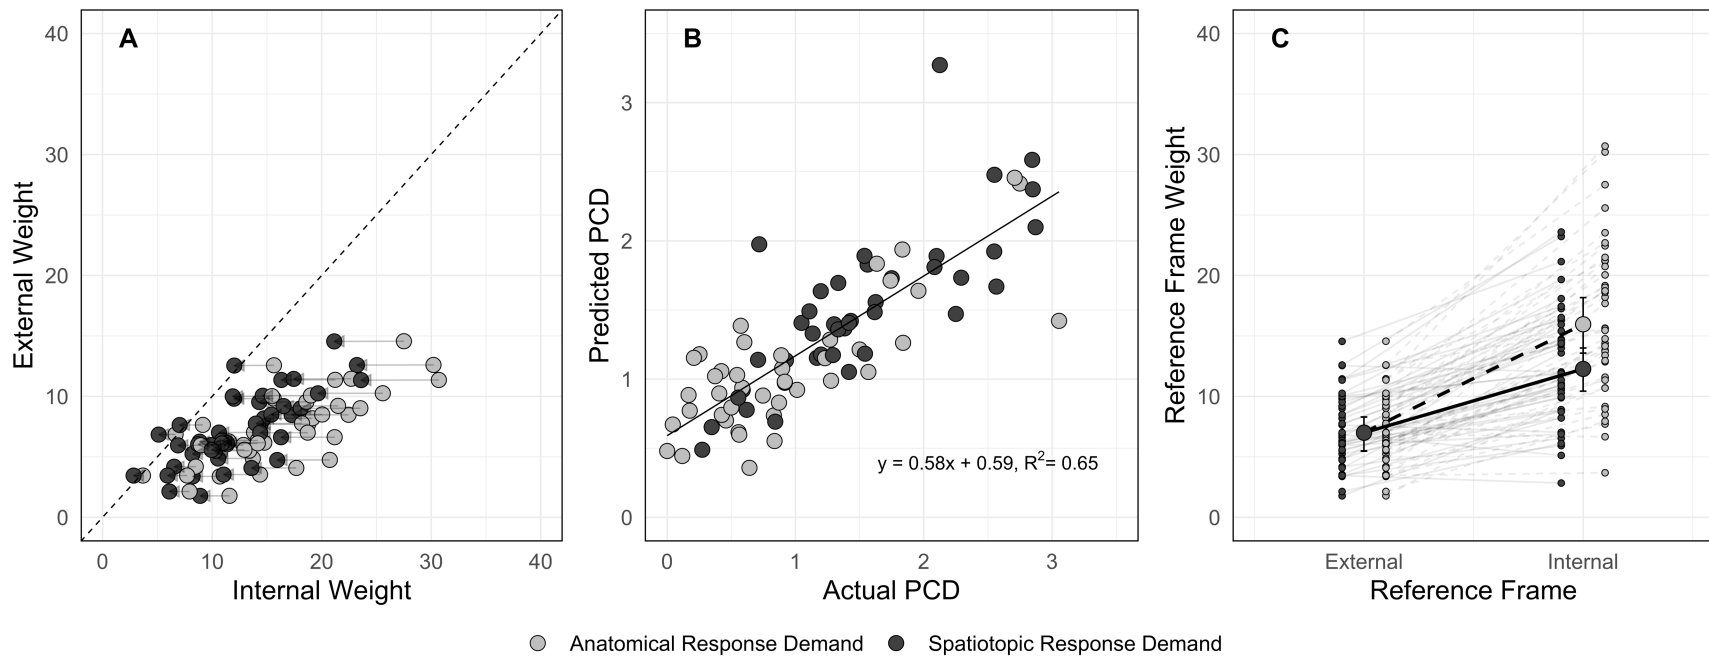 A
External Weight
40
30
20
10
0
0 10 20 30 40
Internal Weight
B
Predicted PCD
3
2
1
0
y = 0.58x + 0.59, R²= 0.65
0 1 2 3
Actual PCD
C
Reference Frame Weight
40
30
20
10
0
External Internal
Reference Frame
Anatomical Response Demand Spatiotopic Response Demand